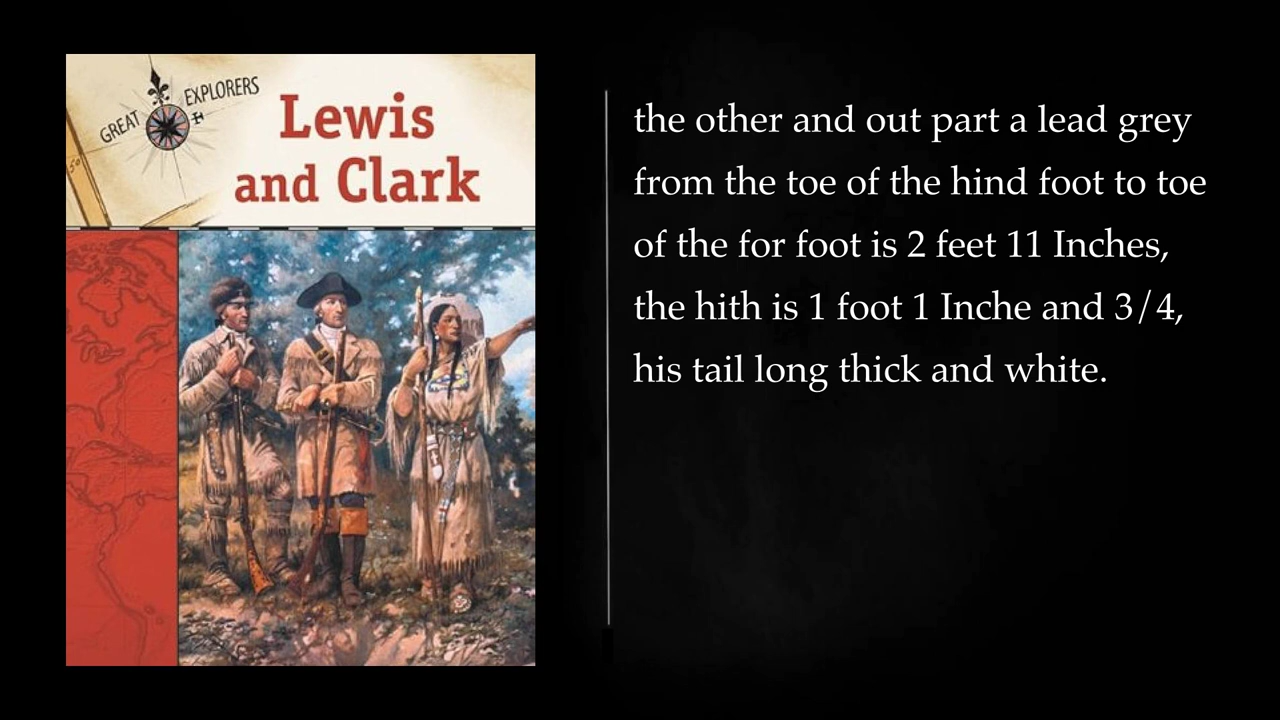 GREAT EXPLORERS
Lewis
and Clark
the other and out part a lead grey
from the toe of the hind foot to toe
of the for foot is 2 feet 11 Inches,
the hith is 1 foot 1 Inche and 3/4,
his tail long thick and white.